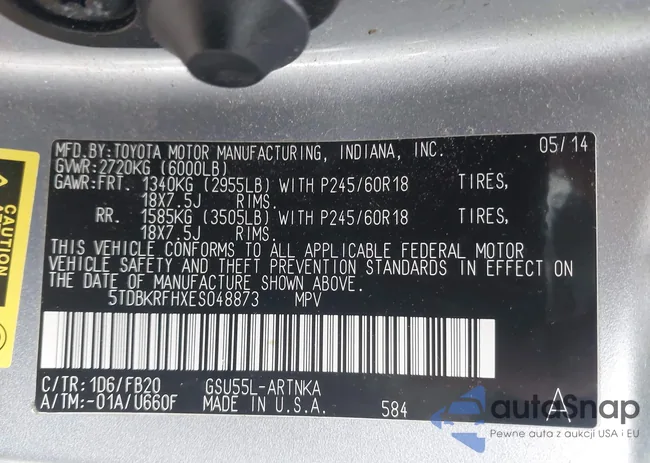 MFD.BY:TOYOTA MOTOR MANUFACTURING, INDIANA, INC. 05/14
GVWR:2720KG (6000LB)
GAWR:FRT. 1340KG (2955LB) WITH P245/60R18 TIRES,
18X7.5J RIMS.
RR. 1585KG (3505LB) WITH P245/60R18 TIRES,
18X7.5J RIMS.
THIS VEHICLE CONFORMS TO ALL APPLICABLE FEDERAL MOTOR
VEHICLE SAFETY AND THEFT PREVENTION STANDARDS IN EFFECT ON
THE DATE OF MANUFACTURE SHOWN ABOVE.
5TDBKRFHXES048873 MPV
C/TR:1D6/FB20 GSU55L-ARTNKA
A/TM:-01A/U660F MADE IN U.S.A. 584 A
CAUTION
autoSnap
Pewne auta z aukcji USA i EU